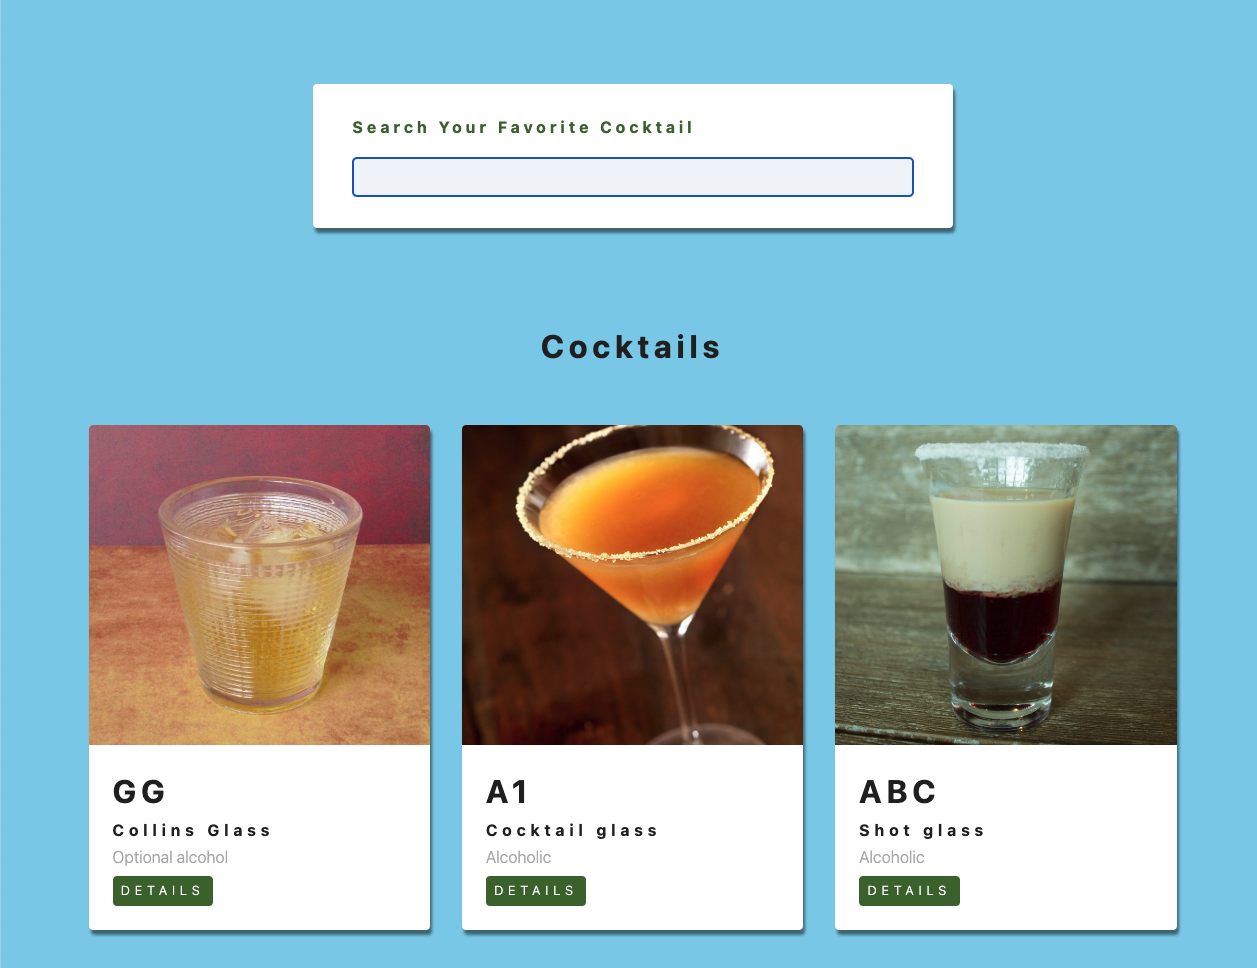 Search Your Favorite Cocktail
Cocktails
GG
Collins Glass
Optional alcohol
DETAILS
A1
Cocktail glass
Alcoholic
DETAILS
ABC
Shot glass
Alcoholic
DETAILS